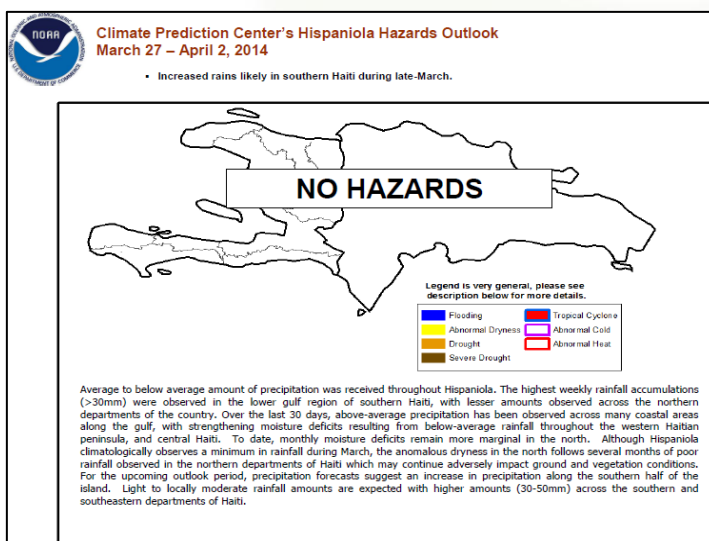 NOAA
NATIONAL OCEANIC AND ATMOSPHERIC ADMINISTRATION
U.S. DEPARTMENT OF COMMERCE
Climate Prediction Center's Hispaniola Hazards Outlook
March 27 – April 2, 2014
• Increased rains likely in southern Haiti during late-March.
NO HAZARDS
Legend is very general, please see
description below for more details.
Flooding
Tropical Cyclone
Abnormal Dryness
Abnormal Cold
Drought
Abnormal Heat
Severe Drought
Average to below average amount of precipitation was received throughout Hispaniola. The highest weekly rainfall accumulations
(>30mm) were observed in the lower gulf region of southern Haiti, with lesser amounts observed across the northern
departments of the country. Over the last 30 days, above-average precipitation has been observed across many coastal areas
along the gulf, with strengthening moisture deficits resulting from below-average rainfall throughout the western Haitian
peninsula, and central Haiti. To date, monthly moisture deficits remain more marginal in the north. Although Hispaniola
climatologically observes a minimum in rainfall during March, the anomalous dryness in the north follows several months of poor
rainfall observed in the northern departments of Haiti which may continue adversely impact ground and vegetation conditions.
For the upcoming outlook period, precipitation forecasts suggest an increase in precipitation along the southern half of the
island. Light to locally moderate rainfall amounts are expected with higher amounts (30-50mm) across the southern and
southeastern departments of Haiti.